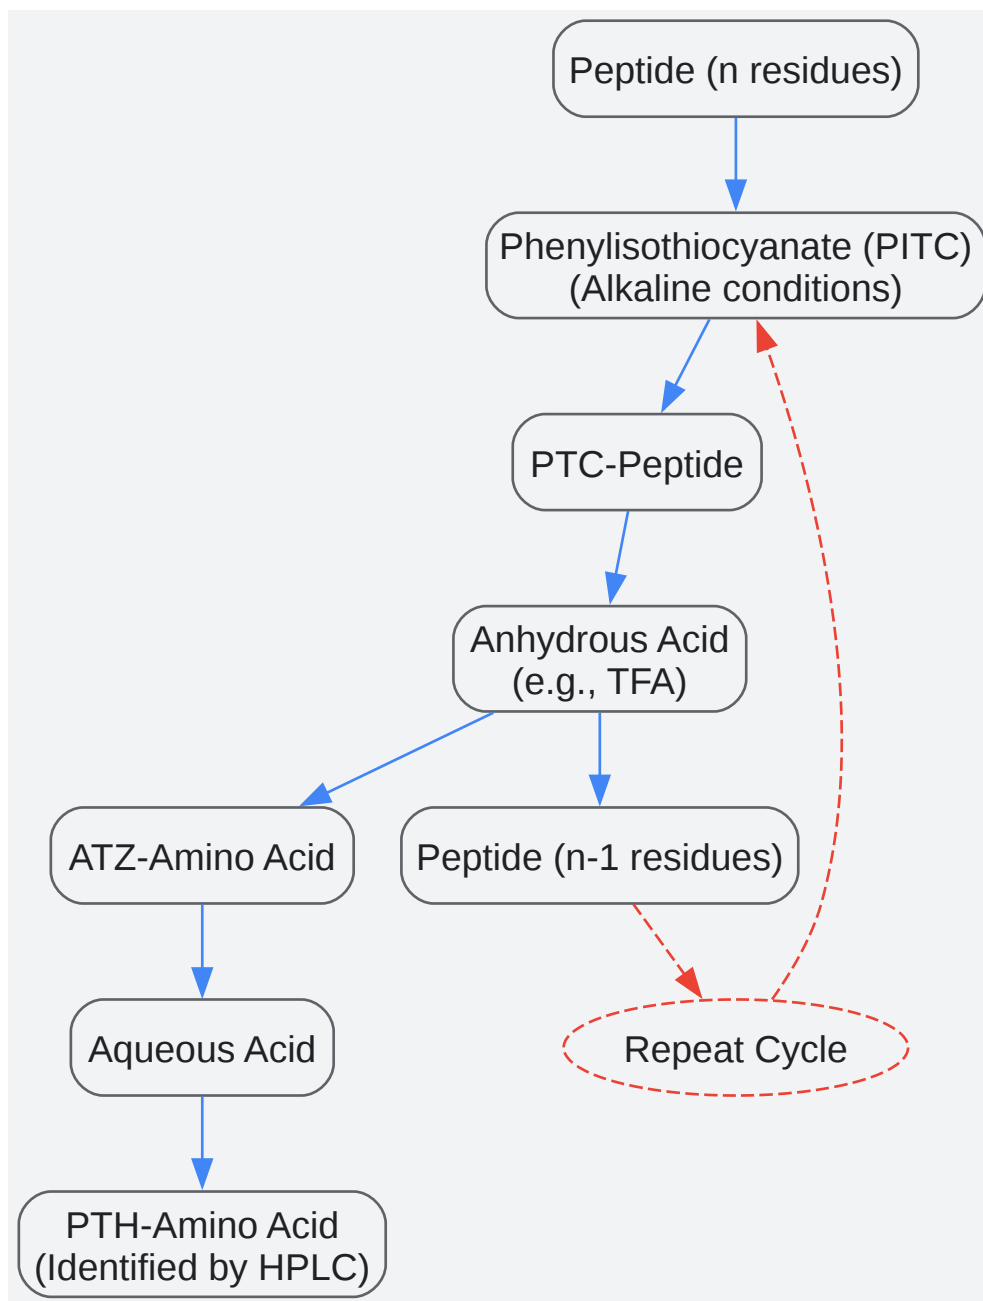 Peptide (n residues)
Phenylisothiocyanate (PITC)
(Alkaline conditions)
PTC-Peptide
Anhydrous Acid
(e.g., TFA)
ATZ-Amino Acid
Peptide (n-1 residues)
Aqueous Acid
Repeat Cycle
PTH-Amino Acid
(Identified by HPLC)